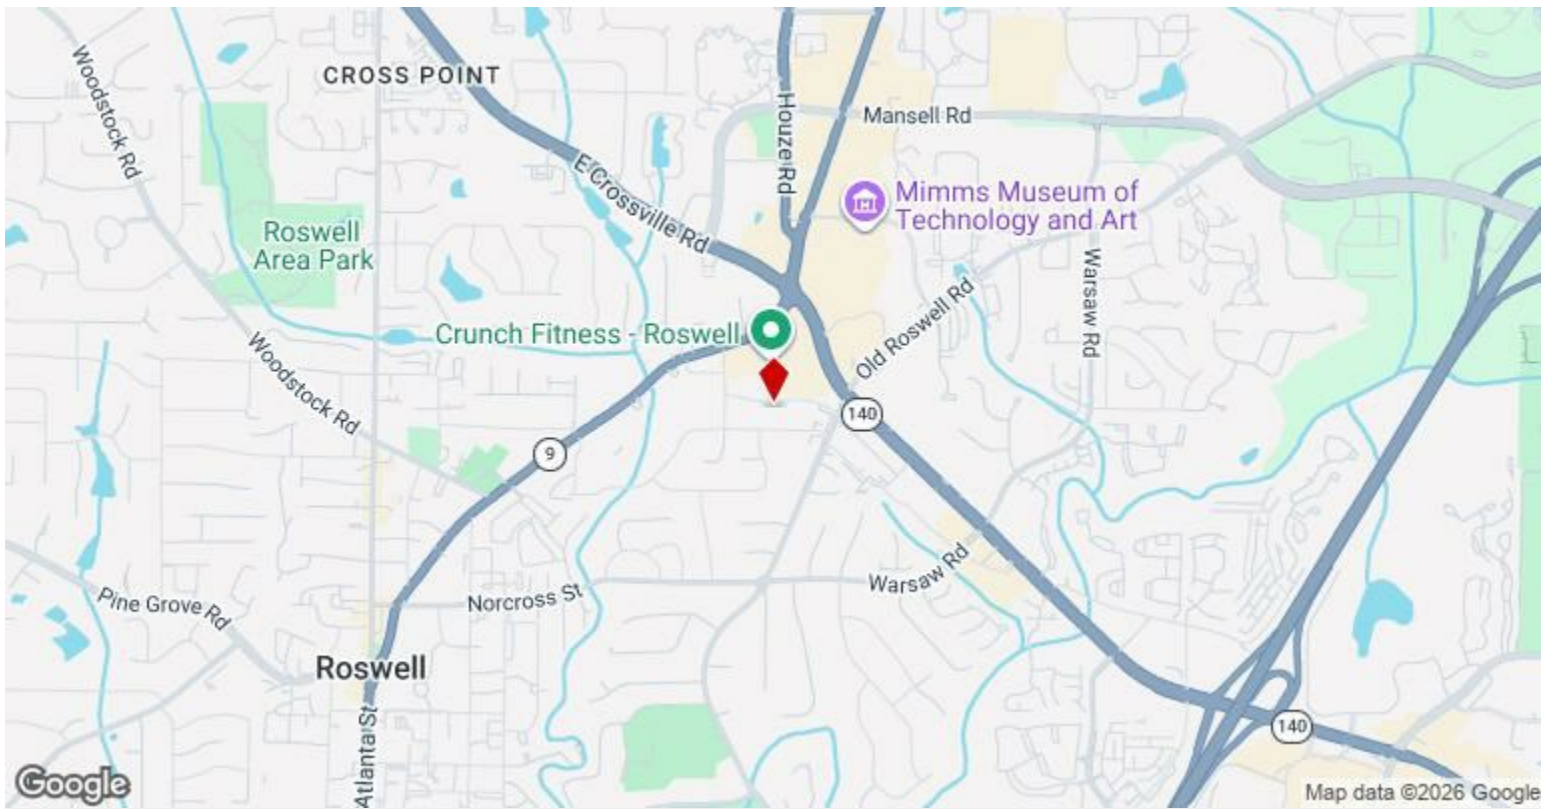 CROSS POINT
Woodstock Rd
Houze Rd
Mansell Rd
E Crossville Rd
Mimms Museum of
Technology and Art
Roswell
Area Park
Warsaw Rd
Crunch Fitness - Roswell
Old Roswell Rd
Woodstock Rd
140
9
Warsaw Rd
Norcross St
Pine Grove Rd
Roswell
Atlanta St
140
Google
Map data ©2026 Google